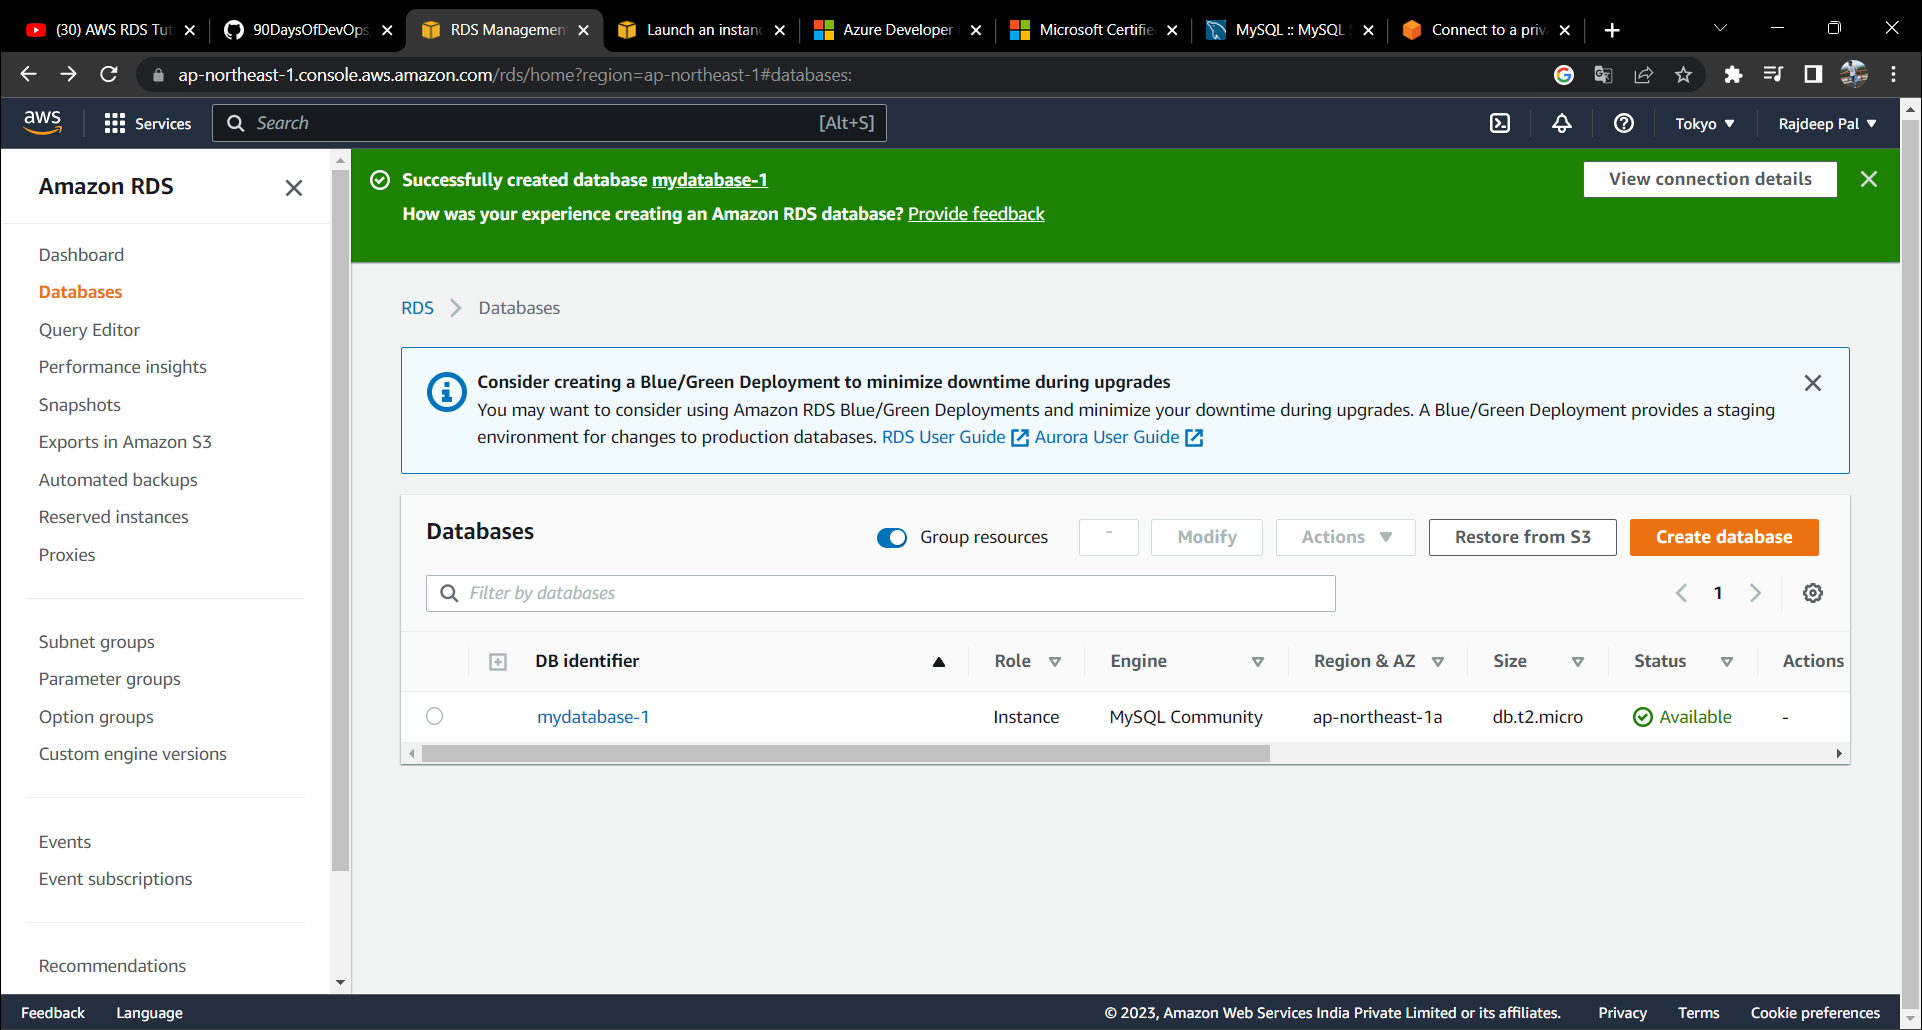 (30) AWS RDS Tut
90DaysOfDevOps
RDS Managemen
Launch an instanc
Azure Developer
Microsoft Certifie
MySQL :: MySQL S
Connect to a priv
ap-northeast-1.console.aws.amazon.com/rds/home?region=ap-northeast-1#databases:
aws
Services
Search
[Alt+S]
Tokyo
Rajdeep Pal
Amazon RDS
Dashboard
Databases
Query Editor
Performance insights
Snapshots
Exports in Amazon S3
Automated backups
Reserved instances
Proxies
Subnet groups
Parameter groups
Option groups
Custom engine versions
Events
Event subscriptions
Recommendations
Successfully created database mydatabase-1
View connection details
How was your experience creating an Amazon RDS database? Provide feedback
RDS
Databases
Consider creating a Blue/Green Deployment to minimize downtime during upgrades
You may want to consider using Amazon RDS Blue/Green Deployments and minimize your downtime during upgrades. A Blue/Green Deployment provides a staging
environment for changes to production databases. RDS User Guide Aurora User Guide
Databases
Group resources
-
Modify
Actions
Restore from S3
Create database
Filter by databases
1
DB identifier
Role
Engine
Region & AZ
Size
Status
Actions
mydatabase-1
Instance
MySQL Community
ap-northeast-1a
db.t2.micro
Available
-
Feedback
Language
© 2023, Amazon Web Services India Private Limited or its affiliates.
Privacy
Terms
Cookie preferences